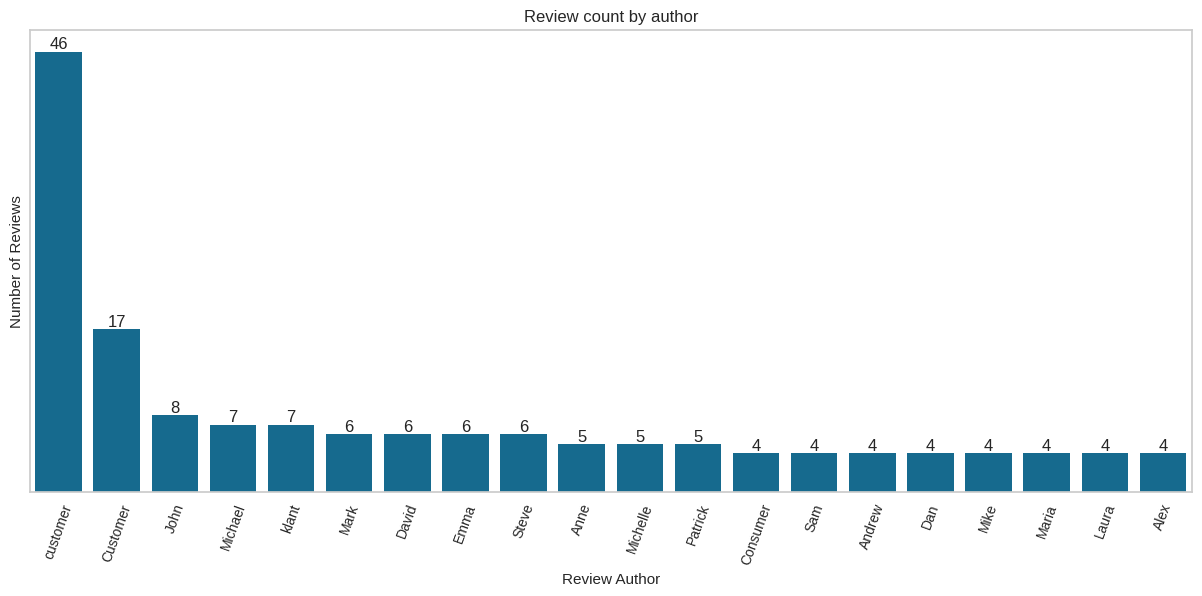 Review count by author
Number of Reviews
46
17
8
7
7
6
6
6
6
5
5
5
4
4
4
4
4
4
4
4
customer
Customer
John
Michael
klant
Mark
David
Emma
Steve
Anne
Michelle
Patrick
Consumer
Sam
Andrew
Dan
Mike
Maria
Laura
Alex
Review Author